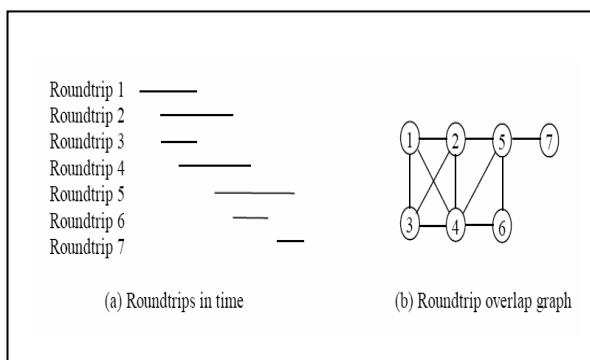 Roundtrip 1
Roundtrip 2
Roundtrip 3
Roundtrip 4
Roundtrip 5
Roundtrip 6
Roundtrip 7
(a) Roundtrips in time
1 2 5 7
3 4 6
(b) Roundtrip overlap graph